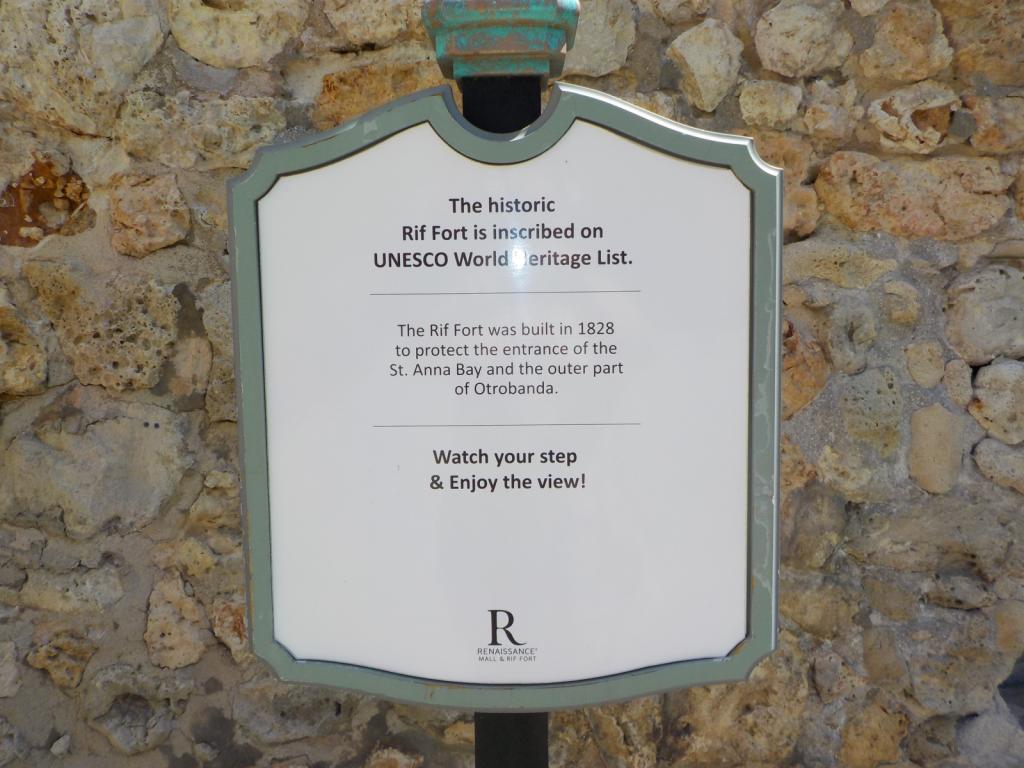 The historic
Rif Fort is inscribed on
UNESCO World Heritage List.
The Rif Fort was built in 1828
to protect the entrance of the
St. Anna Bay and the outer part
of Otrobanda.
Watch your step
& Enjoy the view!
R
RENAISSANCE®
MALL & RIF FORT